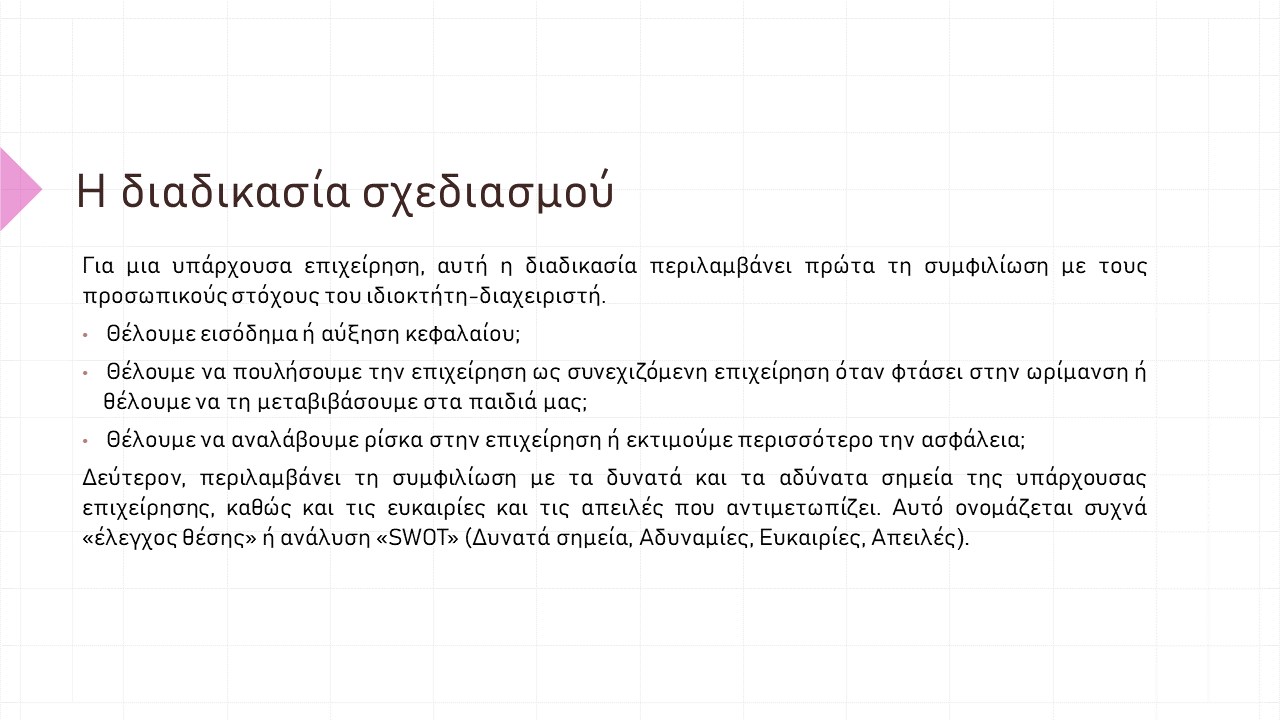 Η διαδικασία σχεδιασμού
Για μια υπάρχουσα επιχείρηση, αυτή η διαδικασία περιλαμβάνει πρώτα τη συμφιλίωση με τους
προσωπικούς στόχους του ιδιοκτήτη-διαχειριστή.
• Θέλουμε εισόδημα ή αύξηση κεφαλαίου;
• Θέλουμε να πουλήσουμε την επιχείρηση ως συνεχιζόμενη επιχείρηση όταν φτάσει στην ωρίμανση ή
θέλουμε να τη μεταβιβάσουμε στα παιδιά μας;
• Θέλουμε να αναλάβουμε ρίσκα στην επιχείρηση ή εκτιμούμε περισσότερο την ασφάλεια;
Δεύτερον, περιλαμβάνει τη συμφιλίωση με τα δυνατά και τα αδύνατα σημεία της υπάρχουσας
επιχείρησης, καθώς και τις ευκαιρίες και τις απειλές που αντιμετωπίζει. Αυτό ονομάζεται συχνά
«έλεγχος θέσης» ή ανάλυση «SWOT» (Δυνατά σημεία, Αδυναμίες, Ευκαιρίες, Απειλές).